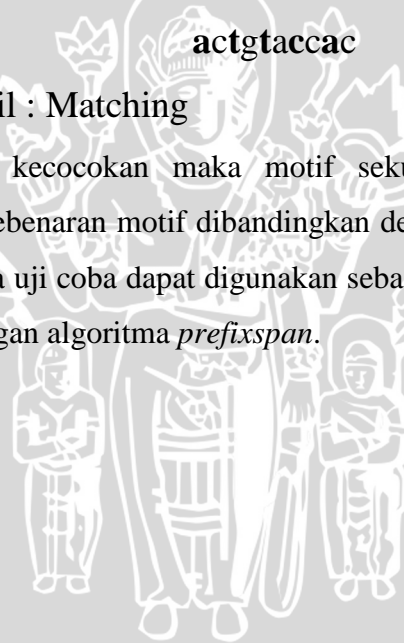 actgtaccac
il : Matching
kecocokan maka motif seku
ebenaran motif dibandingkan de
a uji coba dapat digunakan seba
gan algoritma prefixspan.